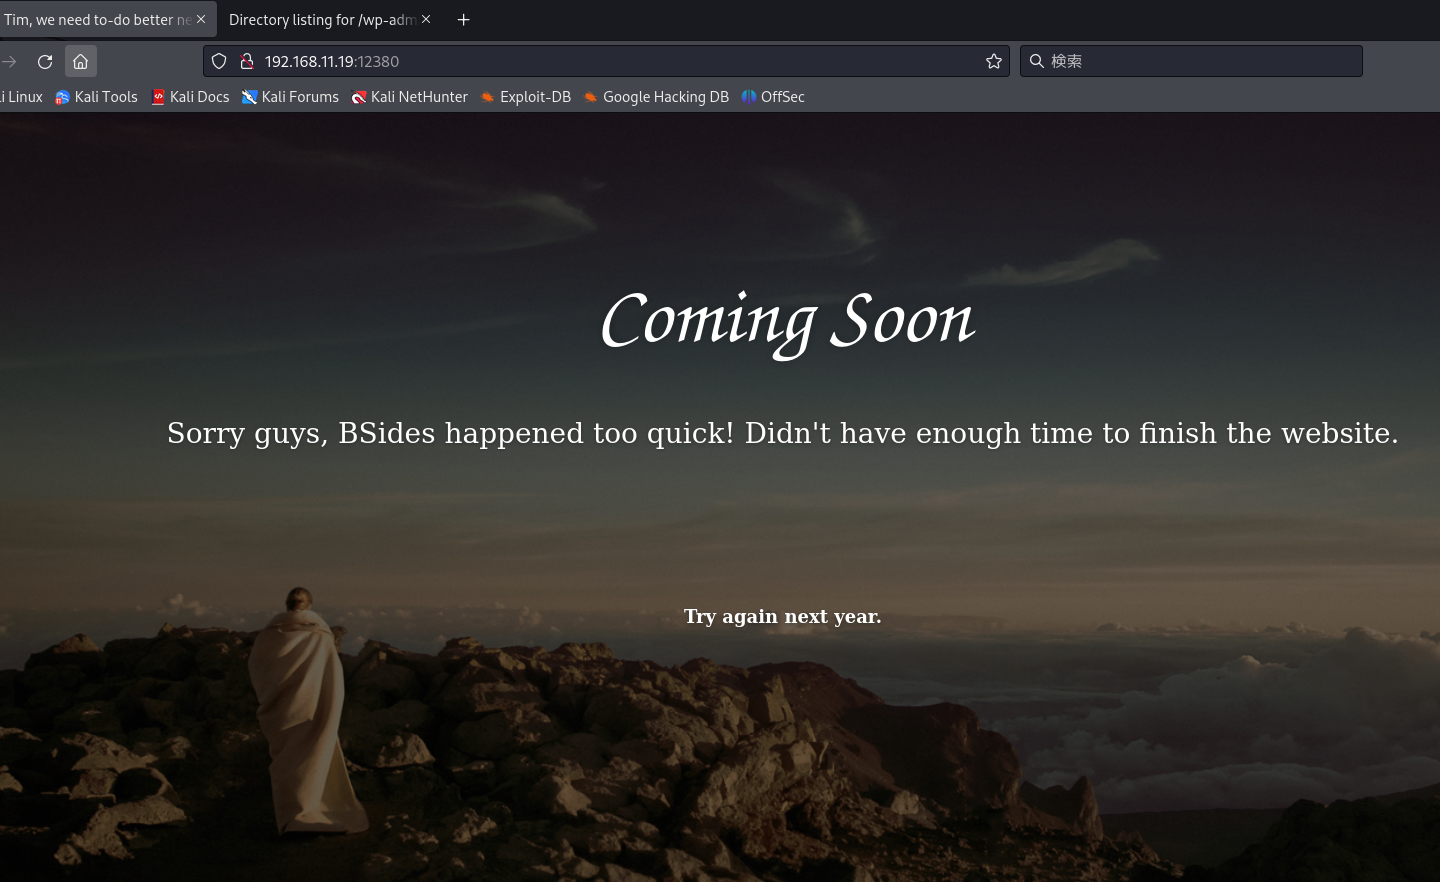 Tim, we need to-do better ne
Directory listing for /wp-adm
192.168.11.19:12380
検索
li Linux
Kali Tools
Kali Docs
Kali Forums
Kali NetHunter
Exploit-DB
Google Hacking DB
OffSec
Coming Soon
Sorry guys, BSides happened too quick! Didn't have enough time to finish the website.
Try again next year.